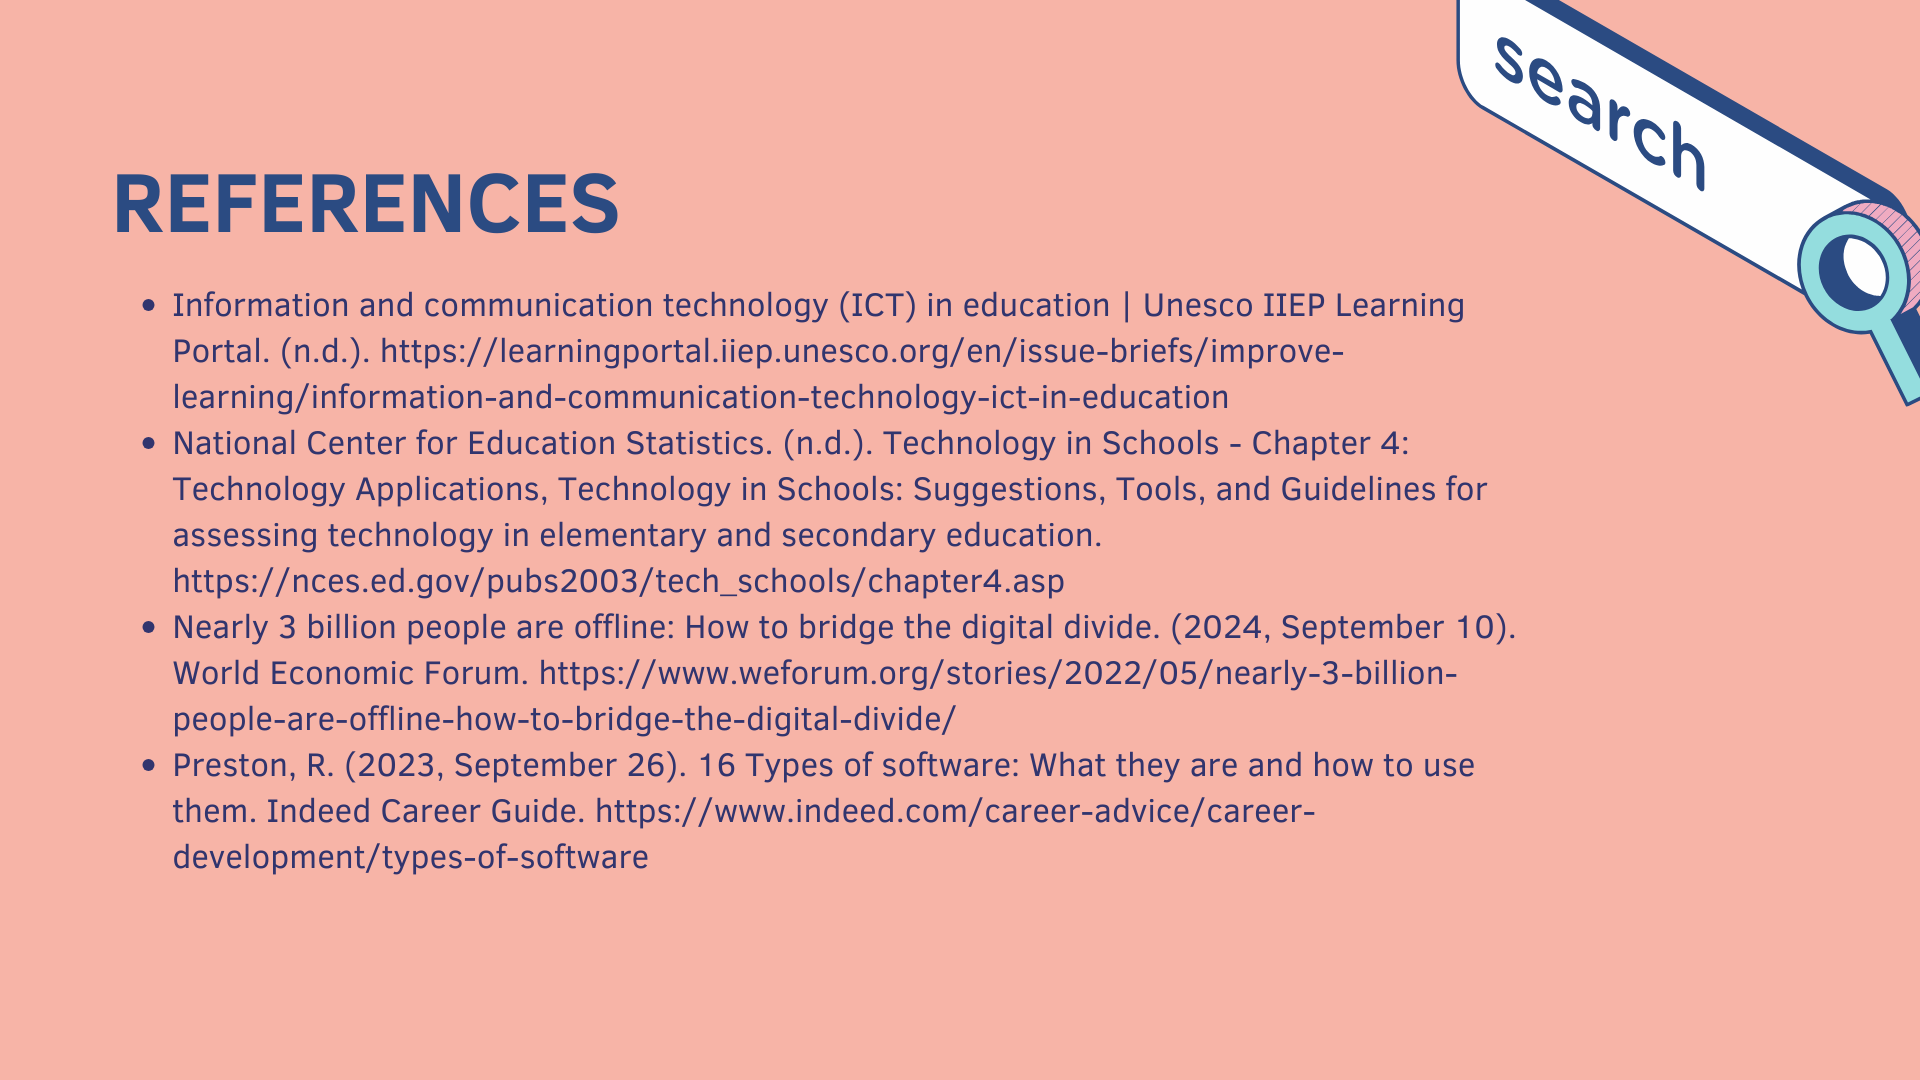 search
REFERENCES
• Information and communication technology (ICT) in education | Unesco IIEP Learning
Portal. (n.d.). https://learningportal.iiep.unesco.org/en/issue-briefs/improve-
learning/information-and-communication-technology-ict-in-education
• National Center for Education Statistics. (n.d.). Technology in Schools - Chapter 4:
Technology Applications, Technology in Schools: Suggestions, Tools, and Guidelines for
assessing technology in elementary and secondary education.
https://nces.ed.gov/pubs2003/tech_schools/chapter4.asp
• Nearly 3 billion people are offline: How to bridge the digital divide. (2024, September 10).
World Economic Forum. https://www.weforum.org/stories/2022/05/nearly-3-billion-
people-are-offline-how-to-bridge-the-digital-divide/
• Preston, R. (2023, September 26). 16 Types of software: What they are and how to use
them. Indeed Career Guide. https://www.indeed.com/career-advice/career-
development/types-of-software